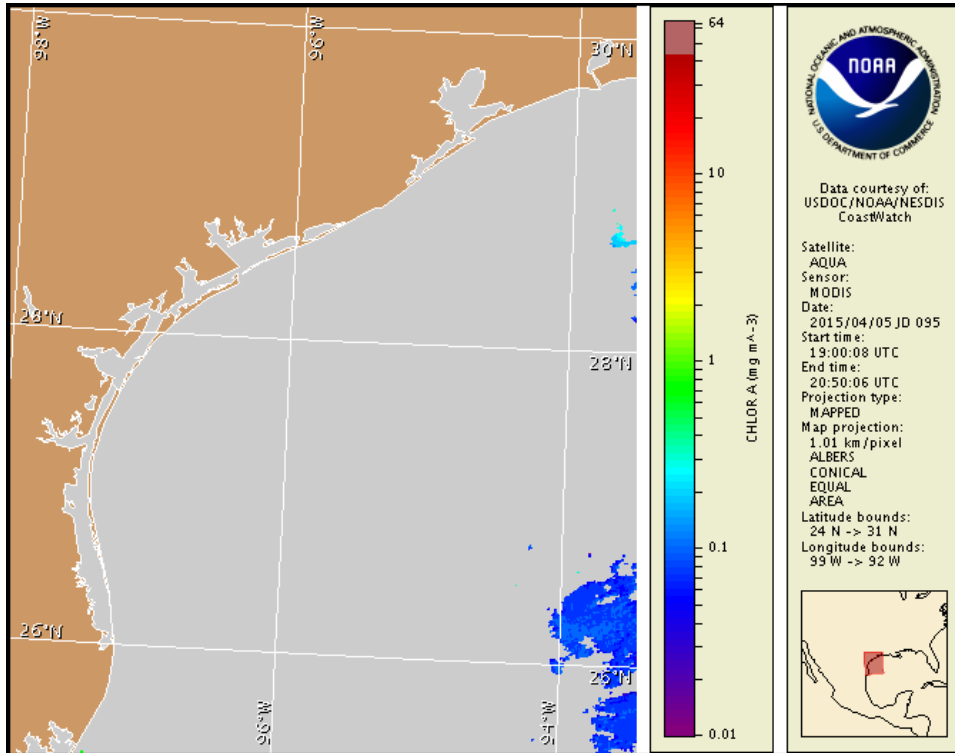 98°W
96°W
30°N
28°N
28°N
26°N
26°N
96°W
94°W
64
10
1
0.1
0.01
CHLOR A (mg m^-3)
NATIONAL OCEANIC AND ATMOSPHERIC ADMINISTRATION
NOAA
U.S. DEPARTMENT OF COMMERCE
Data courtesy of:
USDOC/NOAA/NESDIS
CoastWatch
Satellite:
AQUA
Sensor:
MODIS
Date:
2015/04/05 JD 095
Start time:
19:00:08 UTC
End time:
20:50:06 UTC
Projection type:
MAPPED
Map projection:
1.01 km/pixel
ALBERS
CONICAL
EQUAL
AREA
Latitude bounds:
24 N -> 31 N
Longitude bounds:
99 W -> 92 W